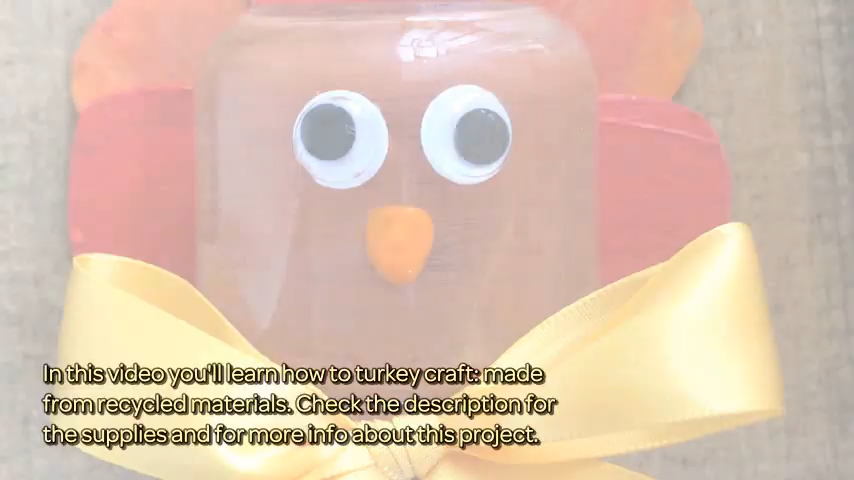 In this video you'll learn how to turkey craft: made
from recycled materials. Check the description for
the supplies and for more info about this project.